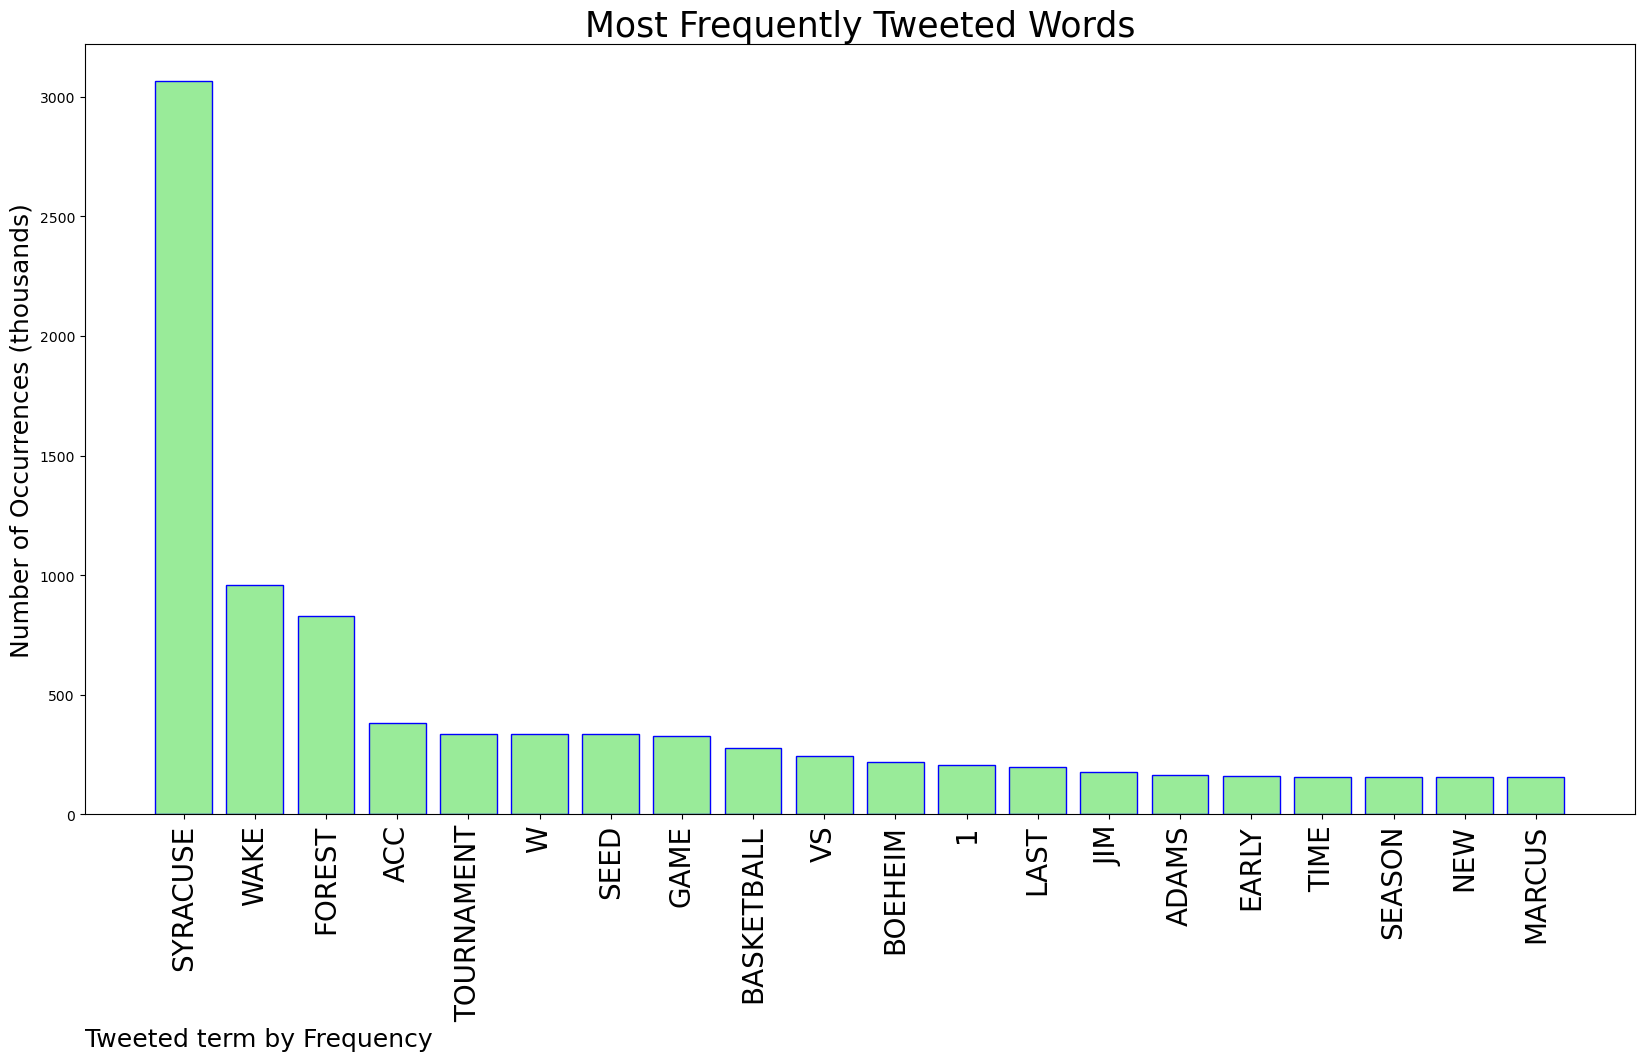 Most Frequently Tweeted Words
Number of Occurrences (thousands)
3000
2500
2000
1500
1000
500
0
SYRACUSE
WAKE
FOREST
ACC
TOURNAMENT
W
SEED
GAME
BASKETBALL
VS
BOEHEIM
1
LAST
JIM
ADAMS
EARLY
TIME
SEASON
NEW
MARCUS
Tweeted term by Frequency